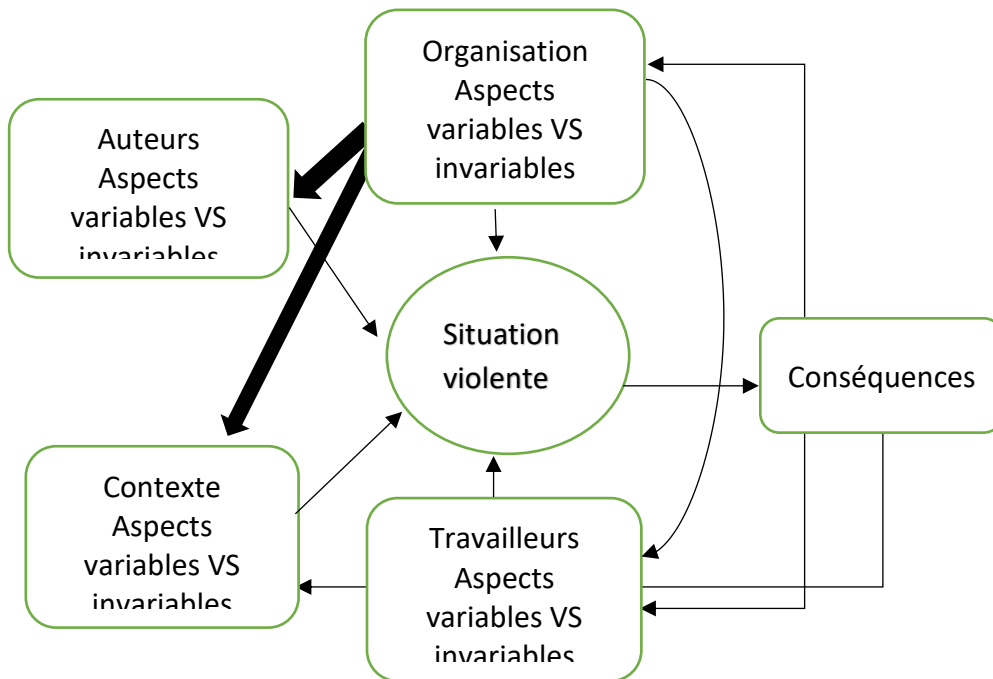 Organisation
Aspects
variables VS
invariables
Auteurs
Aspects
variables VS
invariables
Situation
violente
Conséquences
Contexte
Aspects
variables VS
invariables
Travailleurs
Aspects
variables VS
invariables